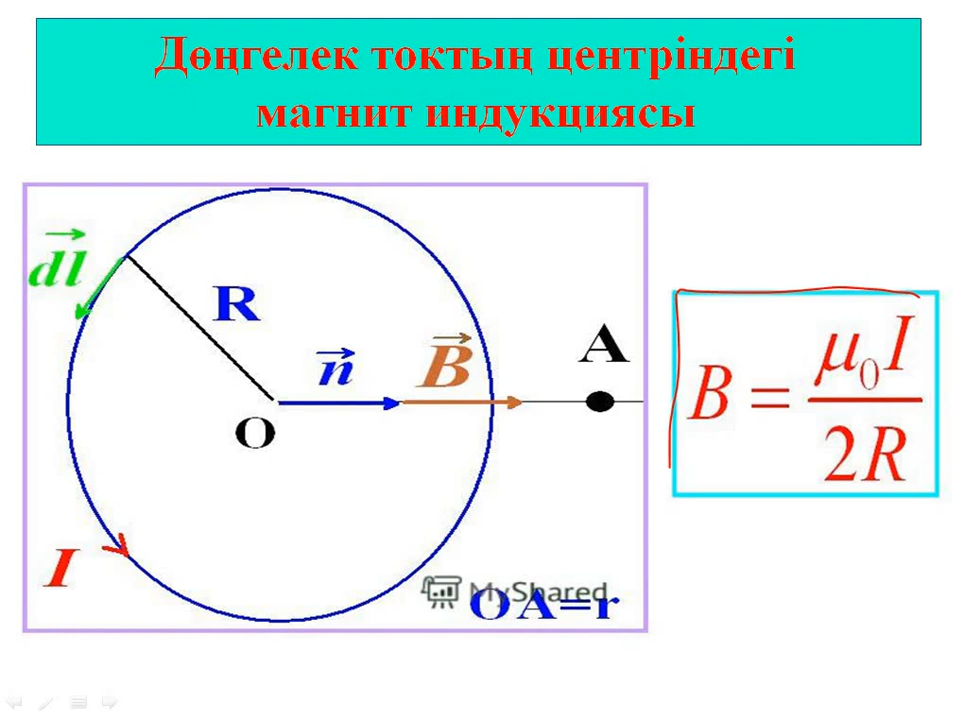 Дөңгелек токтың центріндегі
магнит индукциясы
dl
R
n
B
A
O
I
MyShared
OA=r
B = μ₀I / 2R